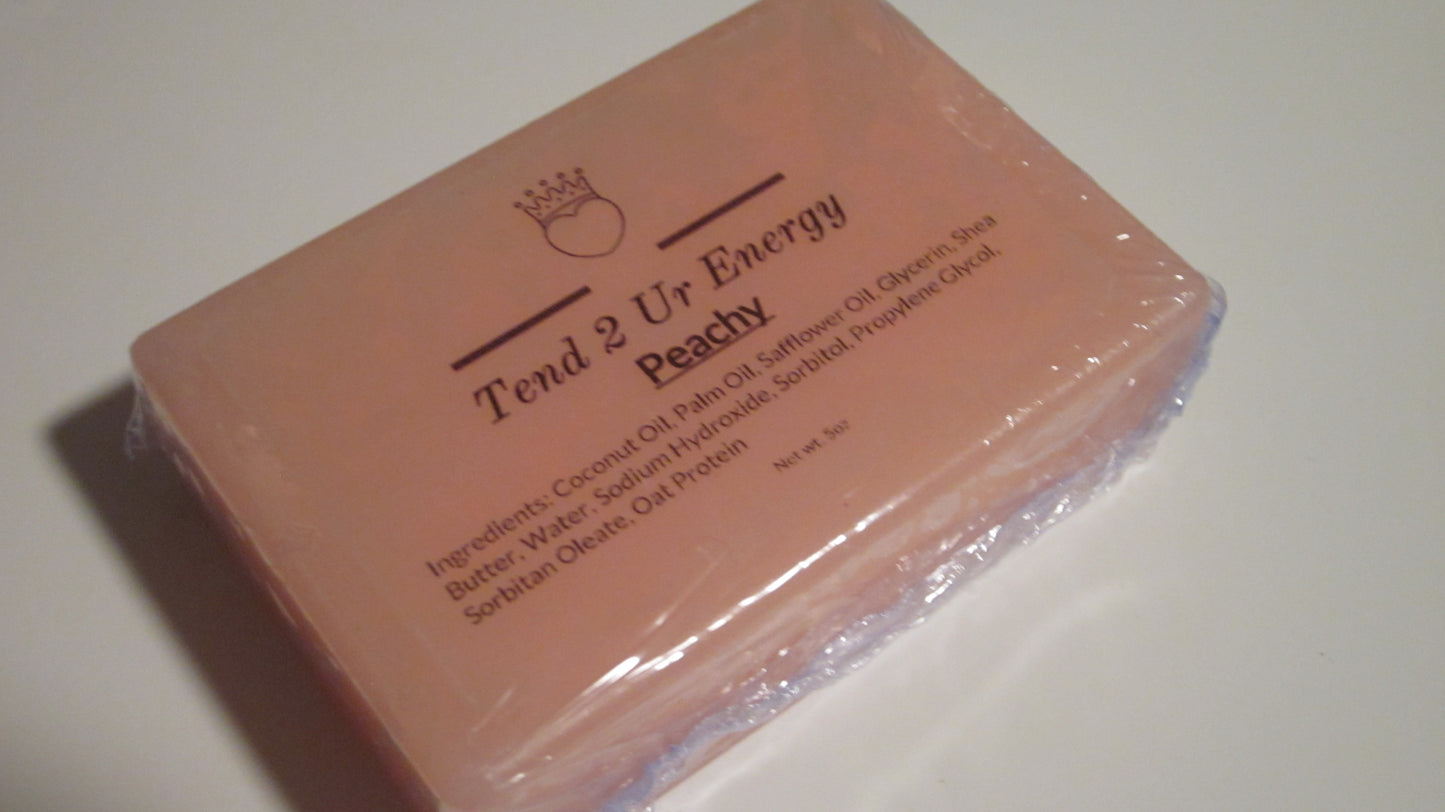 Tend 2 Ur Energy
Peachy
Ingredients: Coconut Oil, Palm Oil, Safflower Oil, Glycerin, Shea
Butter, Water, Sodium Hydroxide, Sorbitol, Propylene Glycol,
Sorbitan Oleate, Oat Protein
Net wt. 5oz